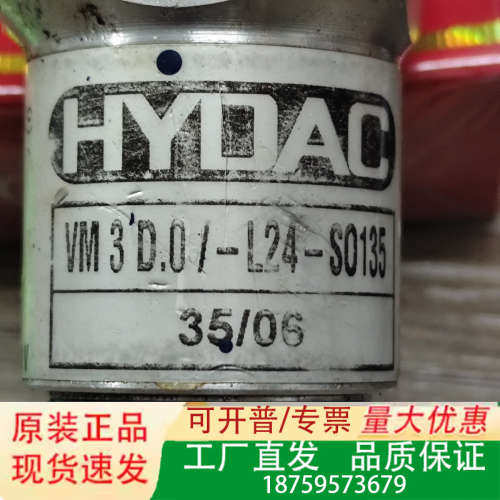 HYDAC
VM 3 D.0 / -L24-SO135
35/06
原装正品
现货速发
可开普/专票
量大优惠
工厂直发 品质保证
18759573679